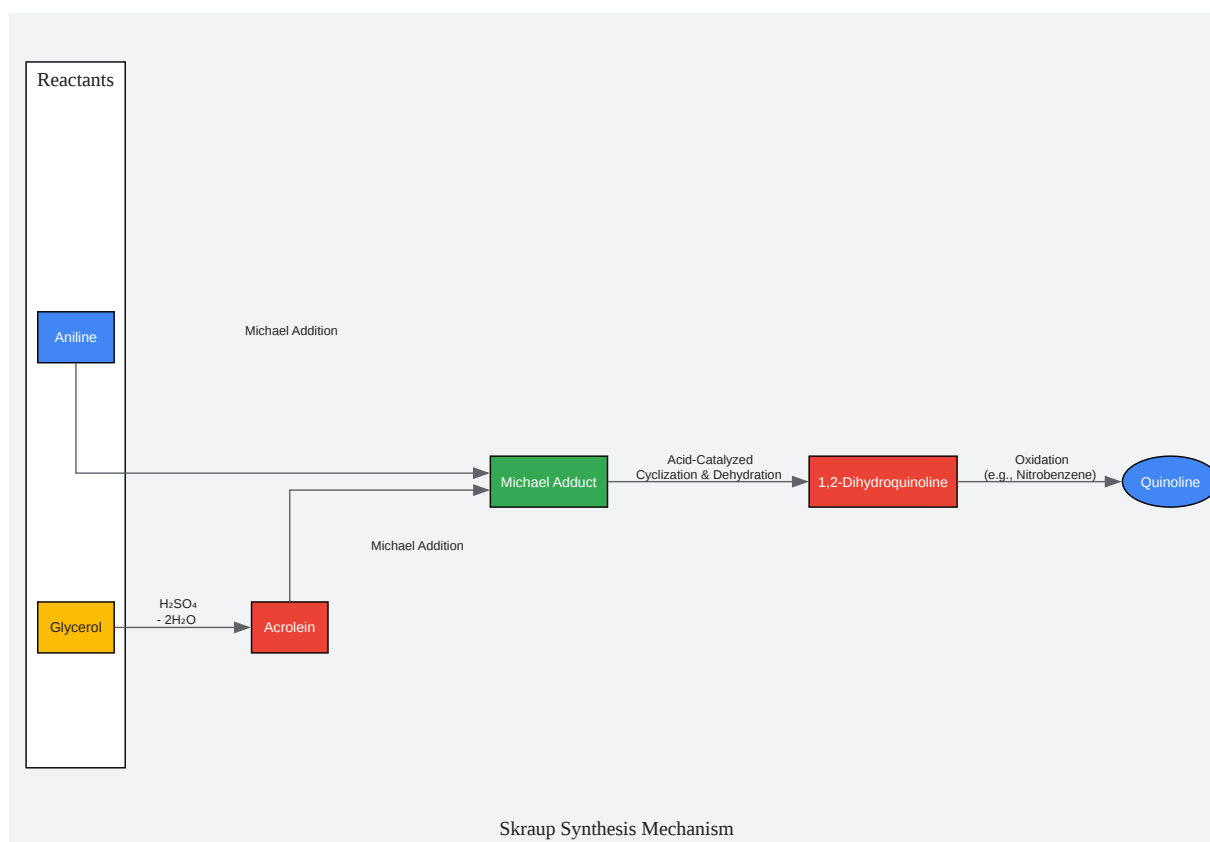 Reactants
Aniline
Michael Addition
Michael Adduct
Acid-Catalyzed
Cyclization & Dehydration
1,2-Dihydroquinoline
Oxidation
(e.g., Nitrobenzene)
Quinoline
Michael Addition
Glycerol
H₂SO₄
- 2H₂O
Acrolein
Skraup Synthesis Mechanism